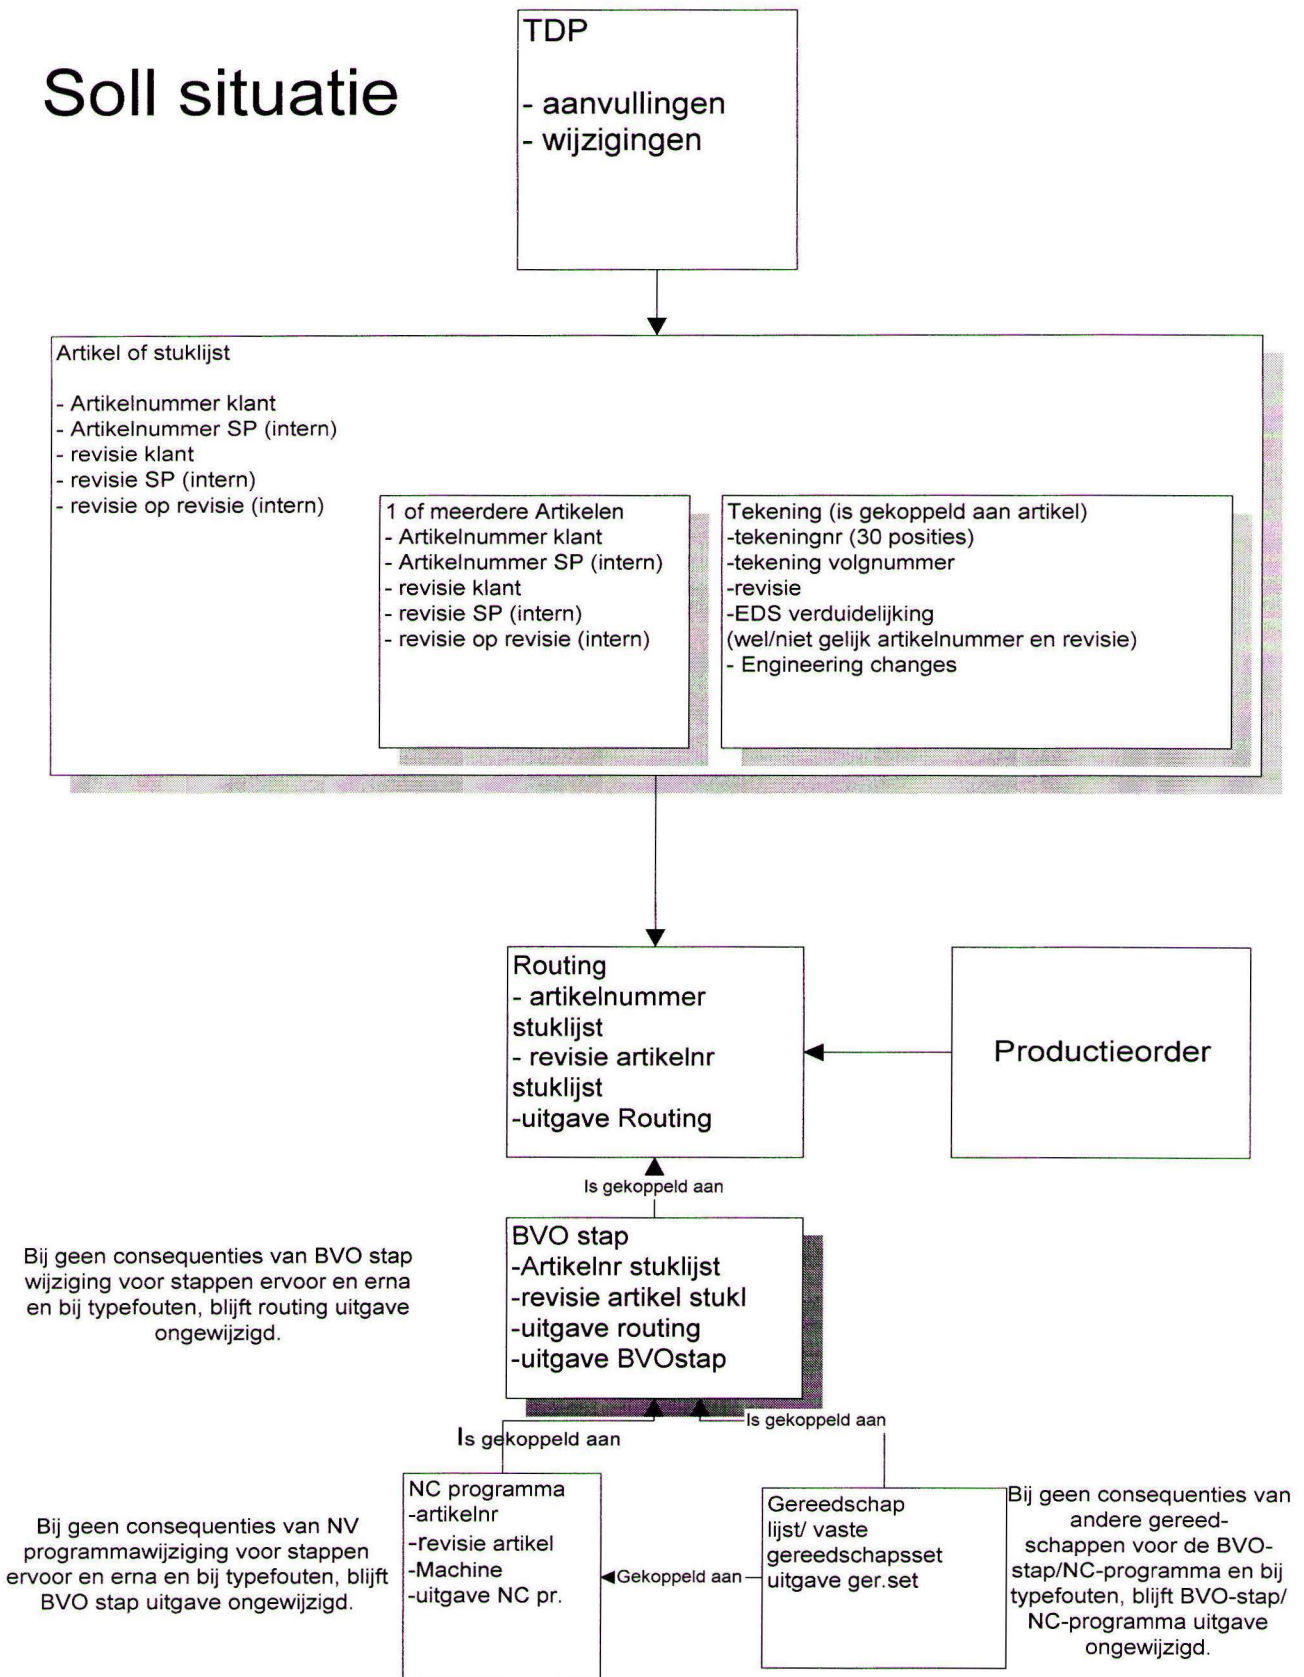 Soll situatie
TDP
- aanvullingen
- wijzigingen
Artikel of stuklijst
- Artikelnummer klant
- Artikelnummer SP (intern)
- revisie klant
- revisie SP (intern)
- revisie op revisie (intern)
1 of meerdere Artikelen
- Artikelnummer klant
- Artikelnummer SP (intern)
- revisie klant
- revisie SP (intern)
- revisie op revisie (intern)
Tekening (is gekoppeld aan artikel)
-tekeningnr (30 posities)
-tekening volgnummer
-revisie
-EDS verduidelijking
(wel/niet gelijk artikelnummer en revisie)
- Engineering changes
Routing
- artikelnummer
stuklijst
- revisie artikelnr
stuklijst
-uitgave Routing
Productieorder
Is gekoppeld aan
BVO stap
-Artikelnr stuklijst
-revisie artikel stukl
-uitgave routing
-uitgave BVOstap
Bij geen consequenties van BVO stap
wijziging voor stappen ervoor en erna
en bij typefouten, blijft routing uitgave
ongewijzigd.
Is gekoppeld aan
Is gekoppeld aan
NC programma
-artikelnr
-revisie artikel
-Machine
-uitgave NC pr.
Bij geen consequenties van NV
programmawijziging voor stappen
ervoor en erna en bij typefouten, blijft
BVO stap uitgave ongewijzigd.
Gekoppeld aan
Gereedschap
lijst/ vaste
gereedschapsset
uitgave ger.set
Bij geen consequenties van
andere gereed-
schappen voor de BVO-
stap/NC-programma en bij
typefouten, blijft BVO-stap/
NC-programma uitgave
ongewijzigd.